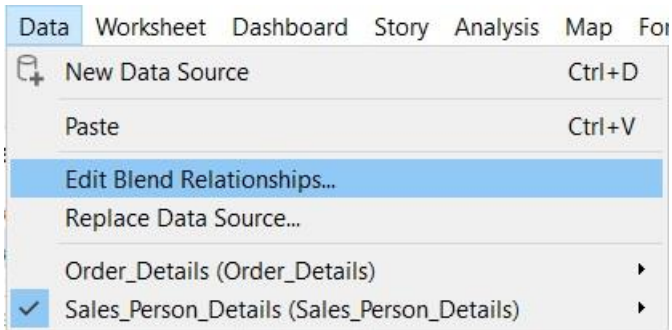 Data Worksheet Dashboard Story Analysis Map
New Data Source Ctrl+D
Paste Ctrl+V
Edit Blend Relationships...
Replace Data Source...
Order_Details (Order_Details)
Sales_Person_Details (Sales_Person_Details)